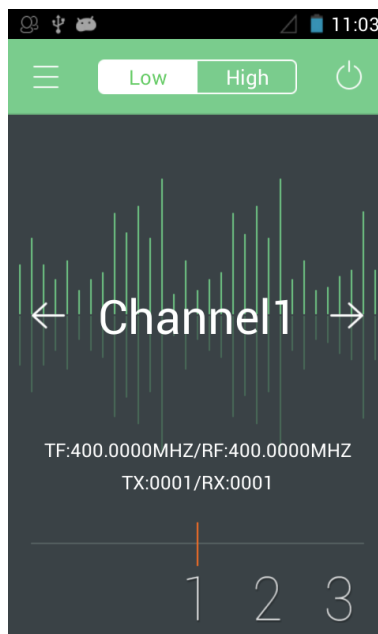 11:03
Low High
Channel1
TF:400.0000MHZ/RF:400.0000MHZ
TX:0001/RX:0001
1 2 3